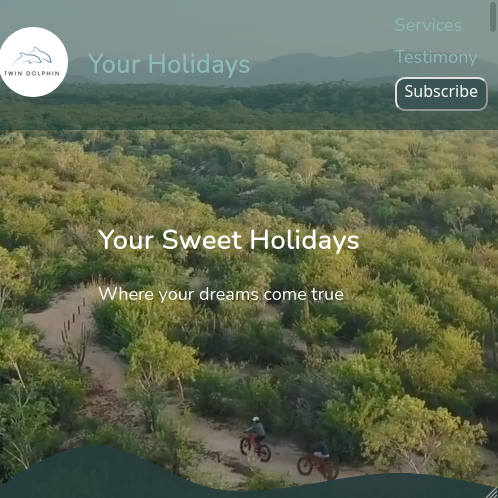 Services
TWIN DOLPHIN
Your Holidays
Testimony
Subscribe
Your Sweet Holidays
Where your dreams come true